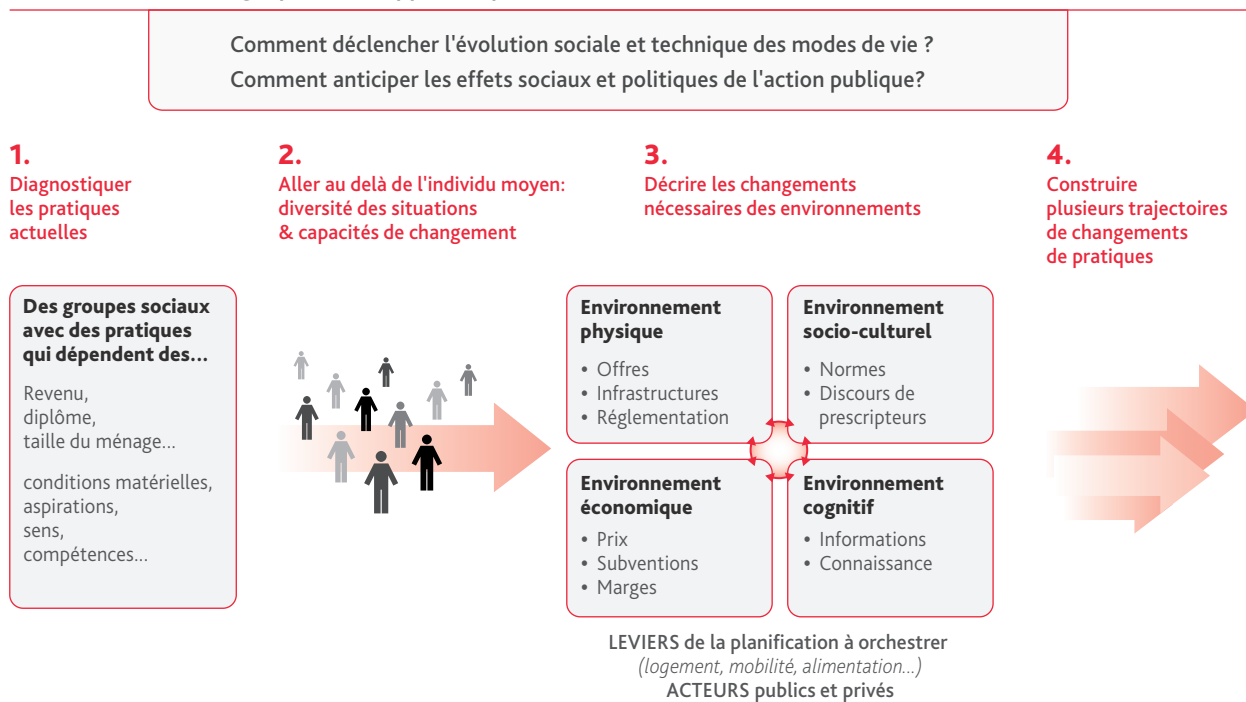 Comment déclencher l'évolution sociale et technique des modes de vie ?
Comment anticiper les effets sociaux et politiques de l'action publique?
1.
Diagnostiquer
les pratiques
actuelles
2.
Aller au delà de l'individu moyen:
diversité des situations
& capacités de changement
3.
Décrire les changements
nécessaires des environnements
4.
Construire
plusieurs trajectoires
de changements
de pratiques
Des groupes sociaux
avec des pratiques
qui dépendent des...
Revenu,
diplôme,
taille du ménage...
conditions matérielles,
aspirations,
sens,
compétences...
Environnement
physique
• Offres
• Infrastructures
• Réglementation
Environnement
socio-culturel
• Normes
• Discours de
prescripteurs
Environnement
économique
• Prix
• Subventions
• Marges
Environnement
cognitif
• Informations
• Connaissance
LEVIERS de la planification à orchestrer
(logement, mobilité, alimentation...)
ACTEURS publics et privés